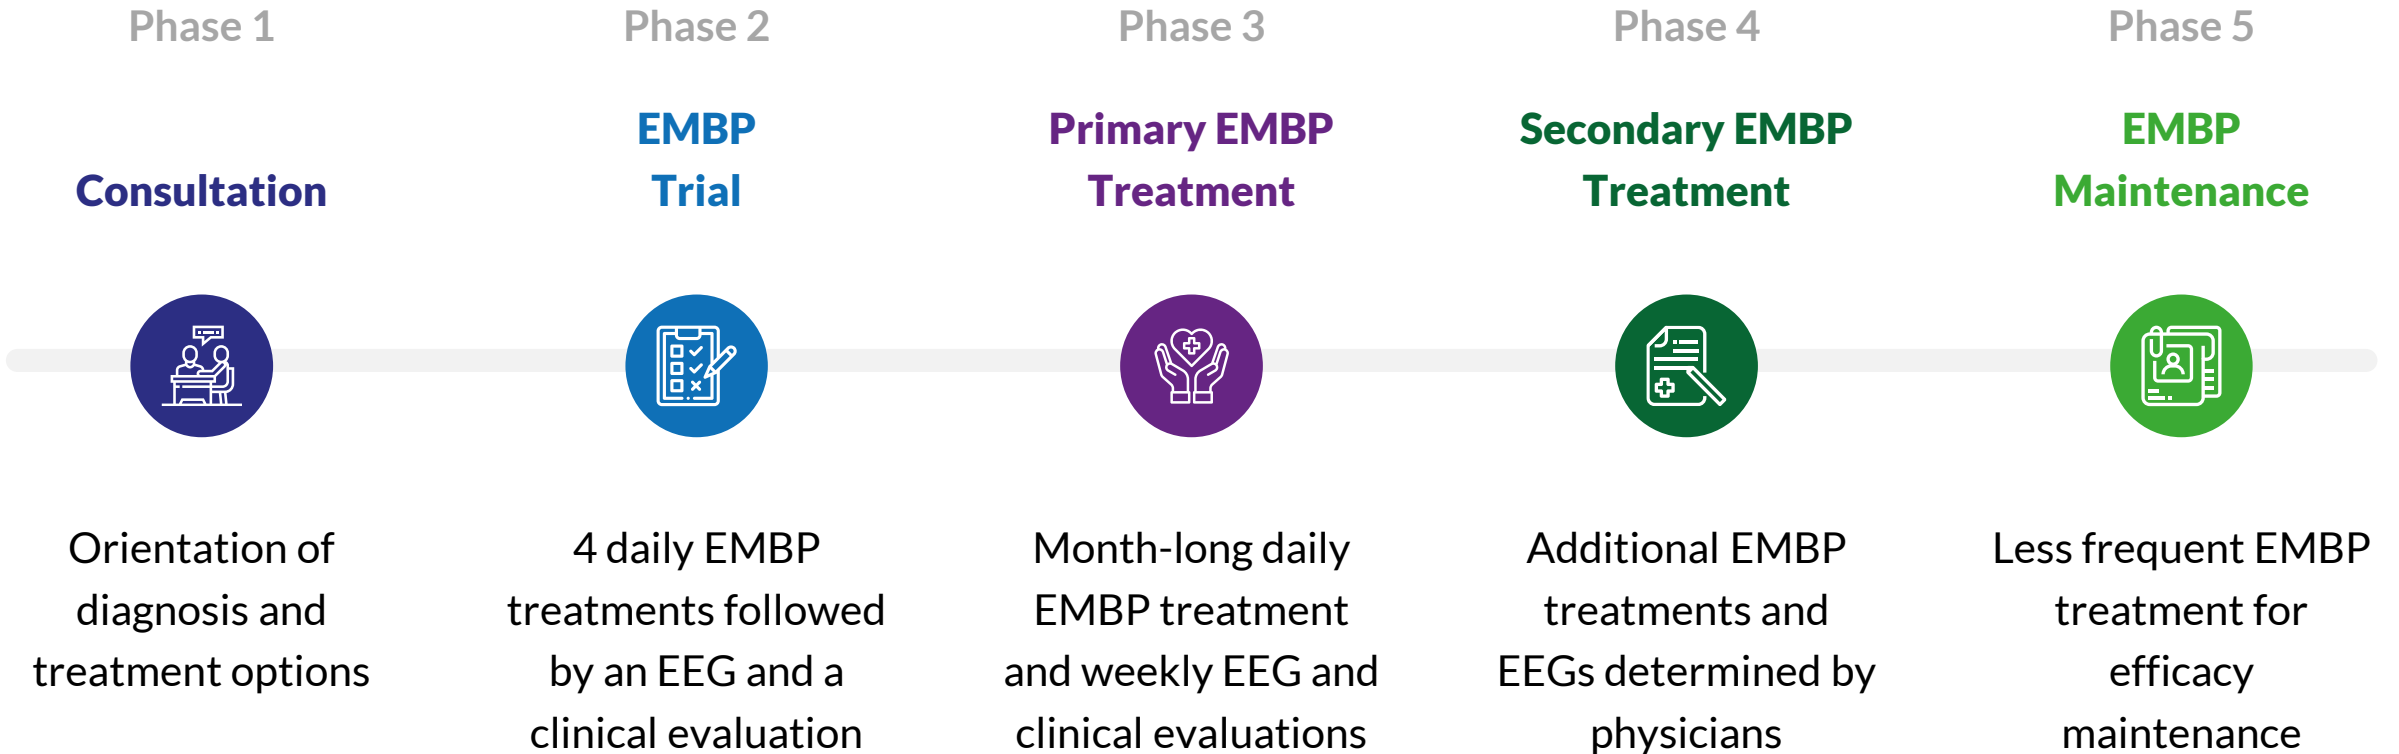 Phase 1
Consultation
Orientation of
diagnosis and
treatment options
Phase 2
EMBP
Trial
4 daily EMBP
treatments followed
by an EEG and a
clinical evaluation
Phase 3
Primary EMBP
Treatment
Month-long daily
EMBP treatment
and weekly EEG and
clinical evaluations
Phase 4
Secondary EMBP
Treatment
Additional EMBP
treatments and
EEGs determined by
physicians
Phase 5
EMBP
Maintenance
Less frequent EMBP
treatment for
efficacy
maintenance